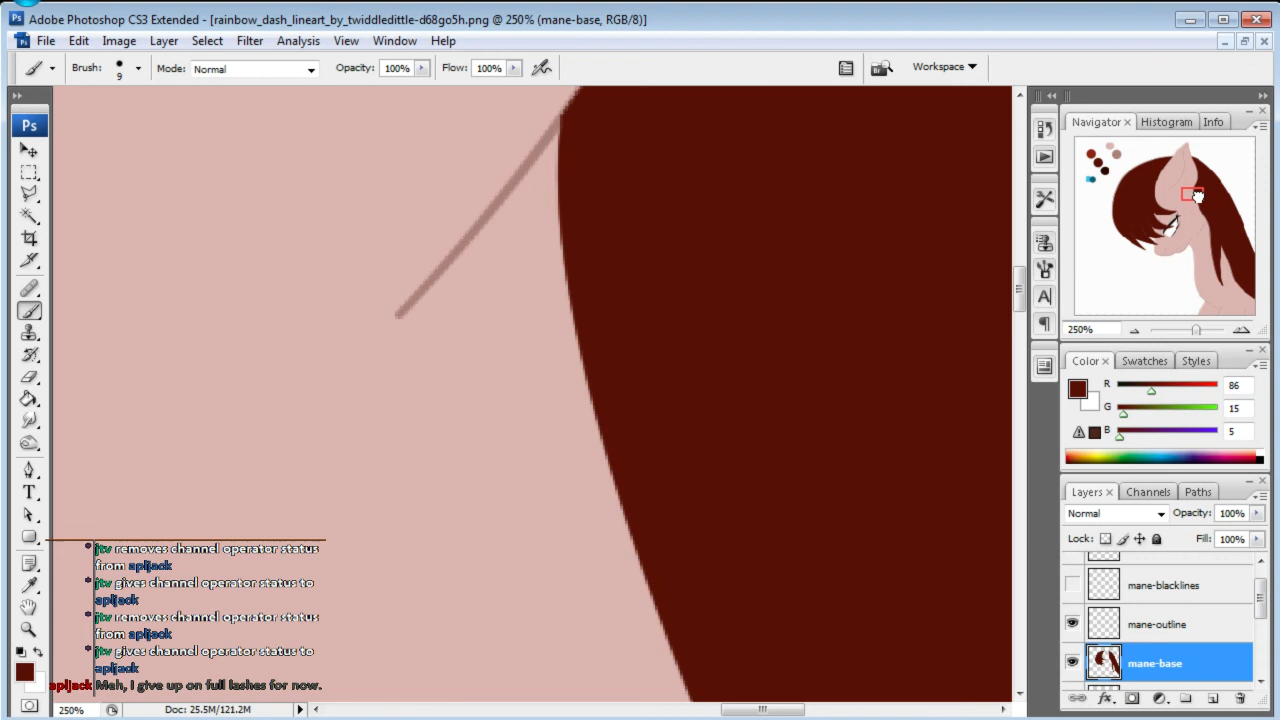 Ps Adobe Photoshop CS3 Extended - [rainbow_dash_lineart_by_twiddledittle-d68go5h.png @ 250% (mane-base, RGB/8)]
Ps File Edit Image Layer Select Filter Analysis View Window Help
Brush: 9 Mode: Normal Opacity: 100% Flow: 100% Br Workspace
Ps
T
Navigator × Histogram Info
250%
Color × Swatches Styles
R 86
G 15
B 5
Layers × Channels Paths
Normal Opacity: 100%
Lock: Fill: 100%
mane-blacklines
mane-outline
mane-base
* jtv removes channel operator status
from apljack
* jtv gives channel operator status to
apljack
* jtv removes channel operator status
from apljack
* jtv gives channel operator status to
apljack
apljack Meh, I give up on full lashes for now.
250% Doc: 25.5M/121.2M